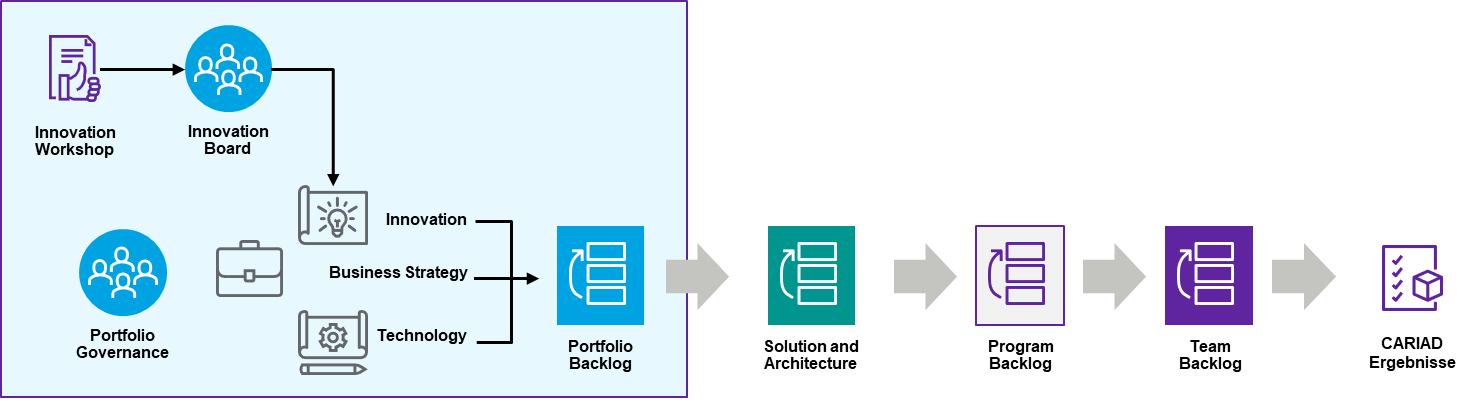 Innovation
Workshop
Innovation
Board
Innovation
Business Strategy
Technology
Portfolio
Governance
Portfolio
Backlog
Solution and
Architecture
Program
Backlog
Team
Backlog
CARIAD
Ergebnisse